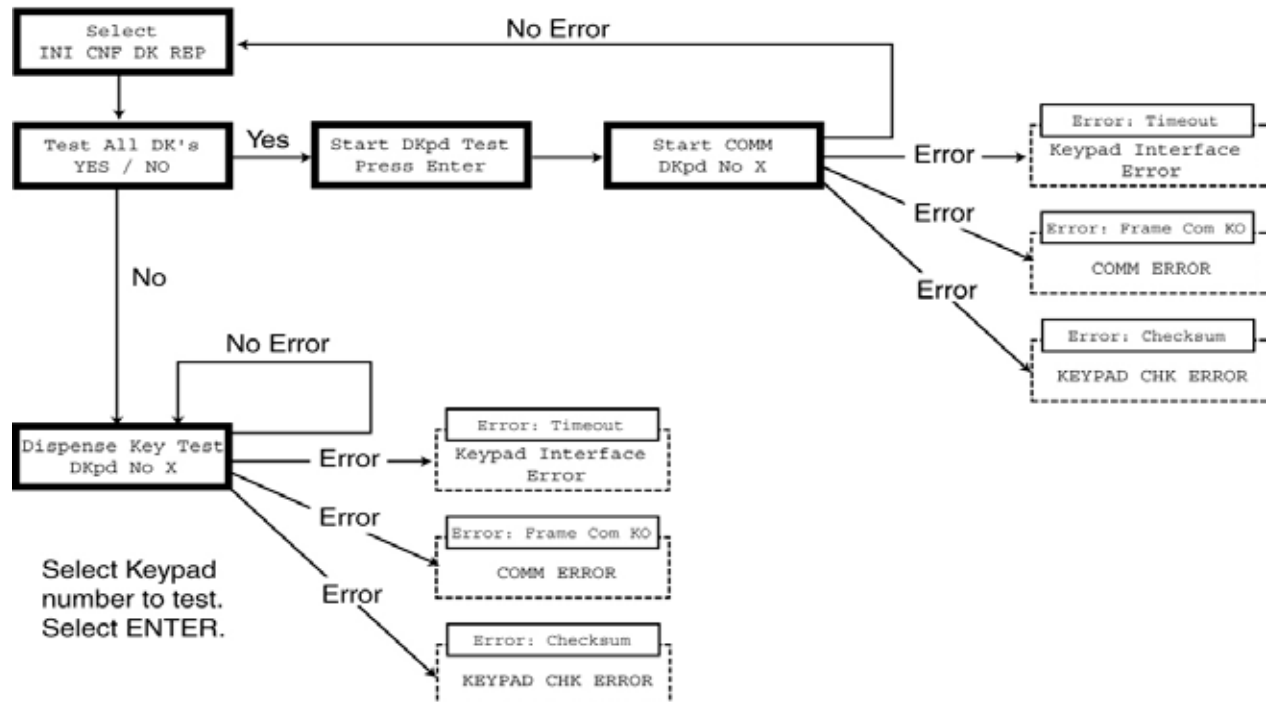 No Error
Select
INI CNF DK REP
Test All DK's
YES / NO
Yes
Start DKpd Test
Press Enter
Start COMM
DKpd No X
Error
Error: Timeout
Keypad Interface
Error
Error
Error: Frame Com KO
COMM ERROR
Error
Error: Checksum
KEYPAD CHK ERROR
No
No Error
Dispense Key Test
DKpd No X
Error
Error: Timeout
Keypad Interface
Error
Error
Error: Frame Com KO
COMM ERROR
Error
Error: Checksum
KEYPAD CHK ERROR
Select Keypad
number to test.
Select ENTER.